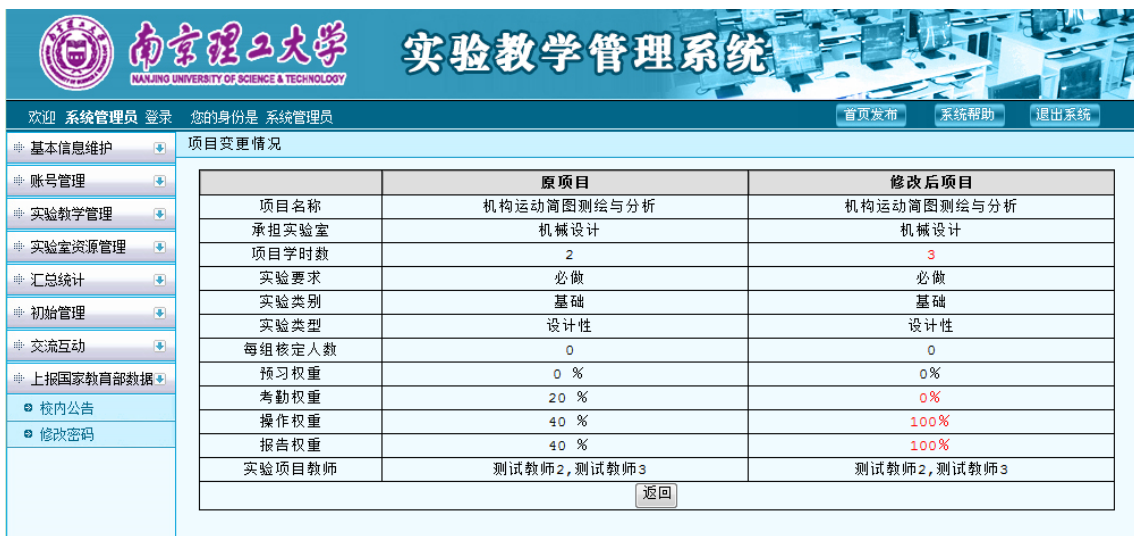 南京理工大学 实验教学管理系统
NANJING UNIVERSITY OF SCIENCE & TECHNOLOGY
欢迎 系统管理员 登录 您的身份是 系统管理员 首页发布 系统帮助 退出系统
基本信息维护
账号管理
实验教学管理
实验室资源管理
汇总统计
初始管理
交流互动
上报国家教育部数据
校内公告
修改密码
项目变更情况
原项目 修改后项目
项目名称 机构运动简图测绘与分析 机构运动简图测绘与分析
承担实验室 机械设计 机械设计
项目学时数 2 3
实验要求 必做 必做
实验类别 基础 基础
实验类型 设计性 设计性
每组核定人数 0 0
预习权重 0 % 0%
考勤权重 20 % 0%
操作权重 40 % 100%
报告权重 40 % 100%
实验项目教师 测试教师2,测试教师3 测试教师2,测试教师3
返回